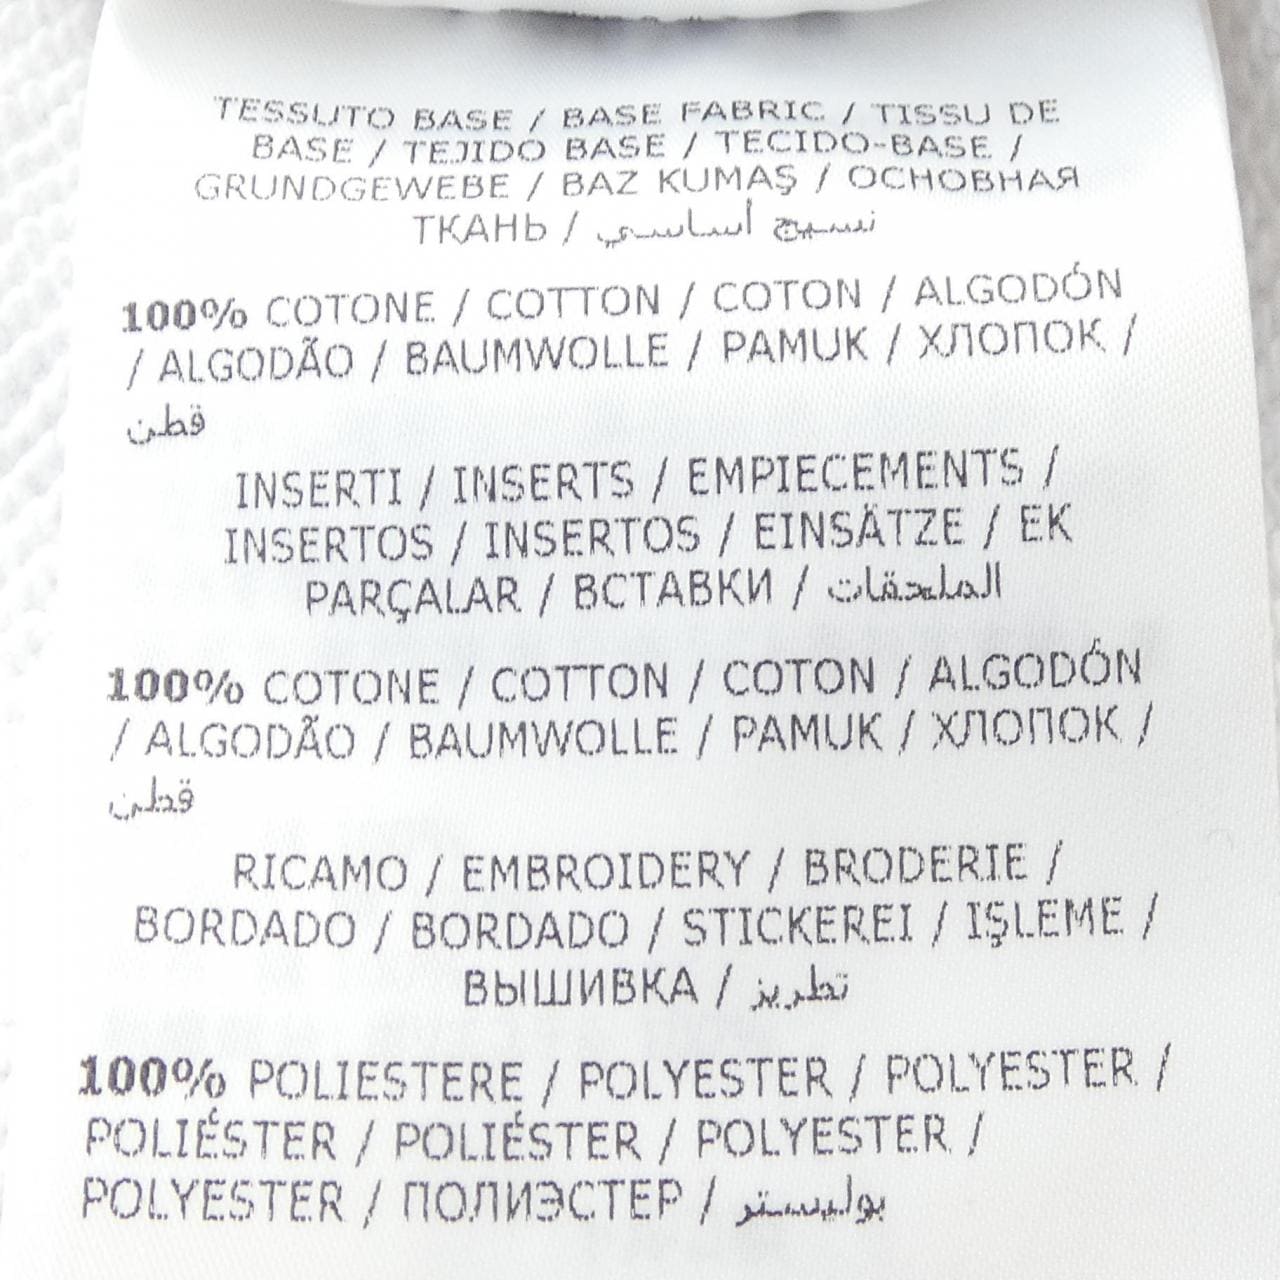 TESSUTO BASE / BASE FABRIC / TISSU DE
BASE / TEJIDO BASE / TECIDO-BASE /
GRUNDGEWEBE / BAZ KUMAŞ / ОСНОВНАЯ
ТКАНЬ / نسيج أساسي
100% COTONE / COTTON / COTON / ALGODÓN
/ ALGODÃO / BAUMWOLLE / PAMUK / ХЛОПОК /
قطن
INSERTI / INSERTS / EMPIECEMENTS /
INSERTOS / INSERTOS / EINSÄTZE / EK
PARÇALAR / ВСТАВКИ / الملحقات
100% COTONE / COTTON / COTON / ALGODÓN
/ ALGODÃO / BAUMWOLLE / PAMUK / ХЛОПОК /
قطن
RICAMO / EMBROIDERY / BRODERIE /
BORDADO / BORDADO / STICKEREI / IŞLEME /
ВЫШИВКА / تطريز
100% POLIESTERE / POLYESTER / POLYESTER /
POLIÉSTER / POLIÉSTER / POLYESTER /
POLYESTER / ПОЛИЭСТЕР / بوليستر